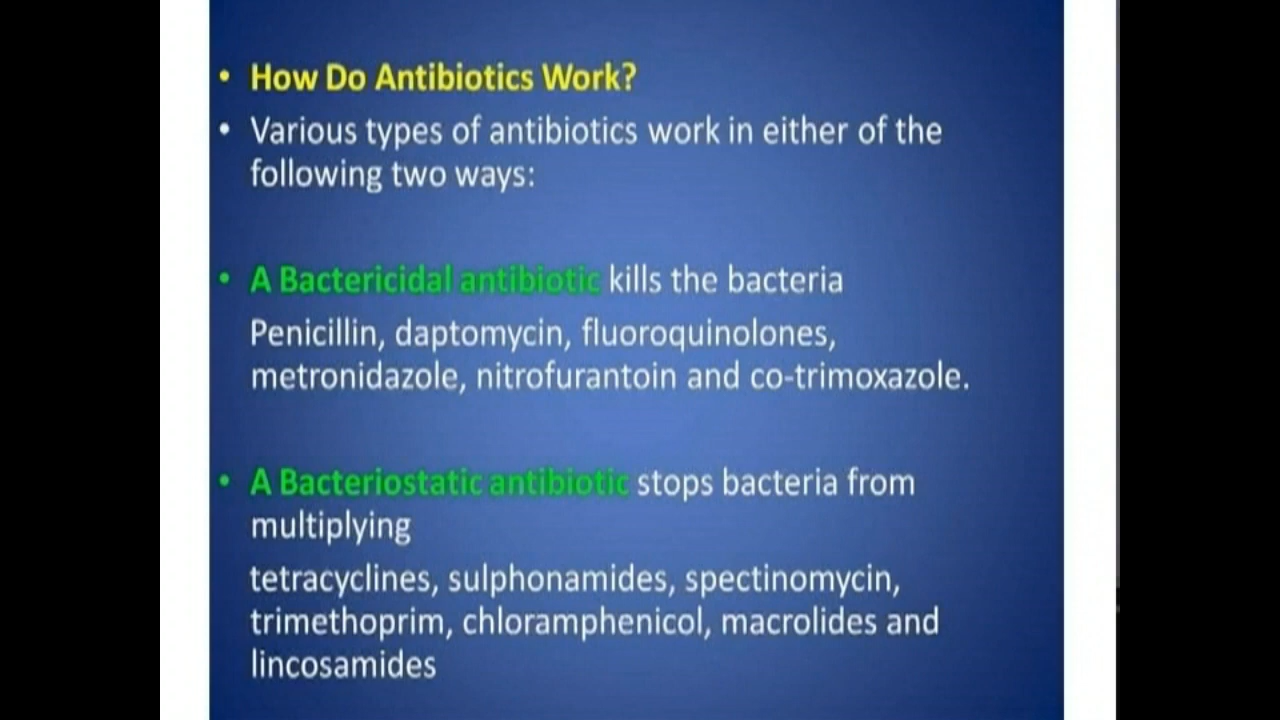 • How Do Antibiotics Work?
• Various types of antibiotics work in either of the
following two ways:
• A Bactericidal antibiotic kills the bacteria
Penicillin, daptomycin, fluoroquinolones,
metronidazole, nitrofurantoin and co-trimoxazole.
• A Bacteriostatic antibiotic stops bacteria from
multiplying
tetracyclines, sulphonamides, spectinomycin,
trimethoprim, chloramphenicol, macrolides and
lincosamides